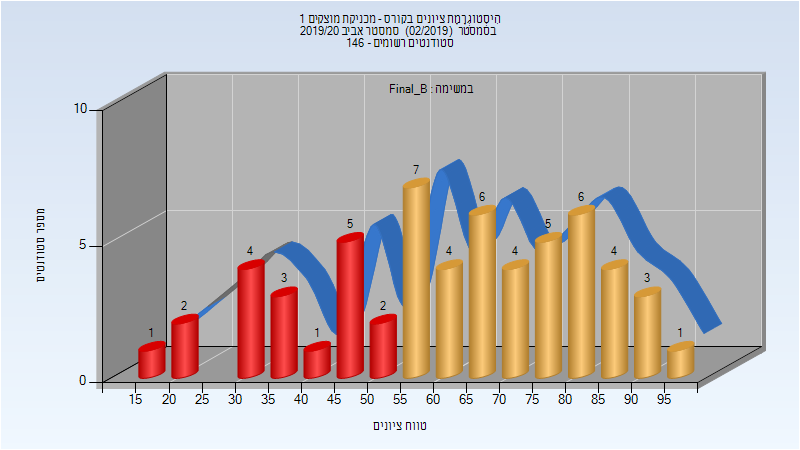 היסטוגרמת ציונים בקורס - מכניקת מוצקים 1
בסמסטר (02/2019) סמסטר אביב 2019/20
סטודנטים רשומים - 146
במשימה : Final_B
מספר סטודנטים
10
5
0
1
2
4
3
1
5
2
7
4
6
4
5
6
4
3
1
15 20 25 30 35 40 45 50 55 60 65 70 75 80 85 90 95
טווח ציונים